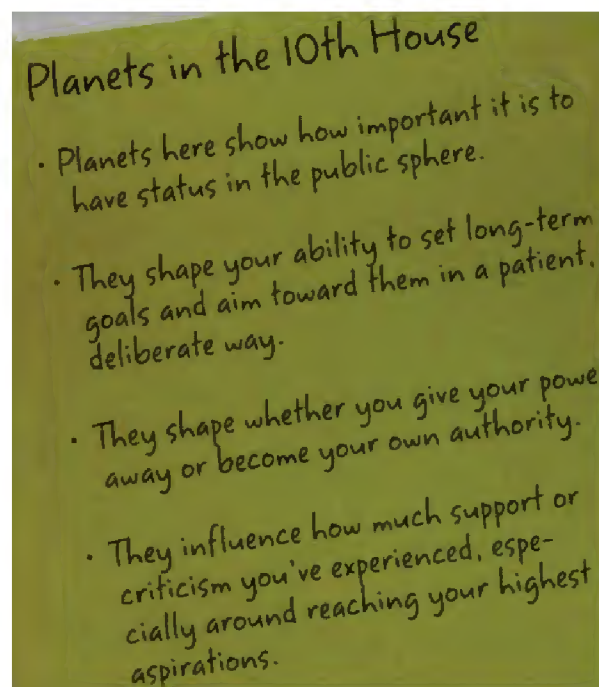 Planets in the 10th House
· Planets here show how important it is to
have status in the public sphere.
· They shape your ability to set long-term
goals and aim toward them in a patient,
deliberate way.
· They shape whether you give your powe
away or become your own authority.
· They influence how much support or
criticism you've experienced, espe-
cially around reaching your highest
aspirations.